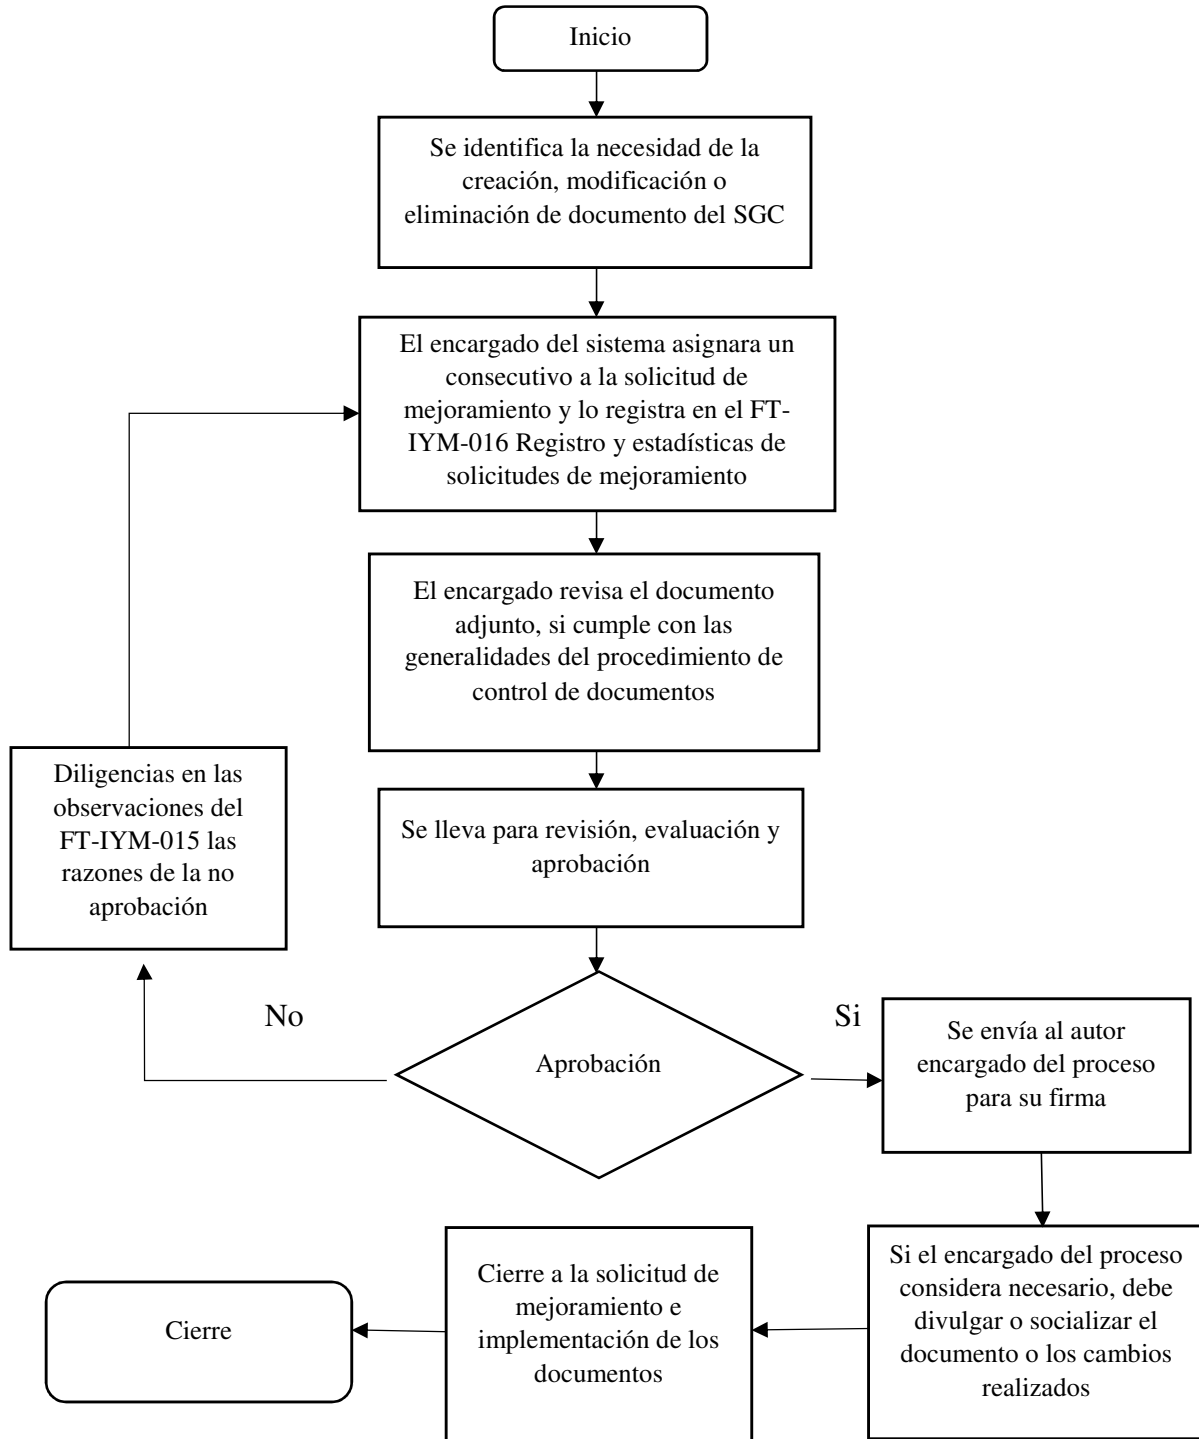 Inicio
Se identifica la necesidad de la
creación, modificación o
eliminación de documento del SGC
El encargado del sistema asignara un
consecutivo a la solicitud de
mejoramiento y lo registra en el FT-
IYM-016 Registro y estadísticas de
solicitudes de mejoramiento
El encargado revisa el documento
adjunto, si cumple con las
generalidades del procedimiento de
control de documentos
Diligencias en las
observaciones del
FT-IYM-015 las
razones de la no
aprobación
Se lleva para revisión, evaluación y
aprobación
No
Aprobación
Si
Se envía al autor
encargado del proceso
para su firma
Si el encargado del proceso
considera necesario, debe
divulgar o socializar el
documento o los cambios
realizados
Cierre a la solicitud de
mejoramiento e
implementación de los
documentos
Cierre